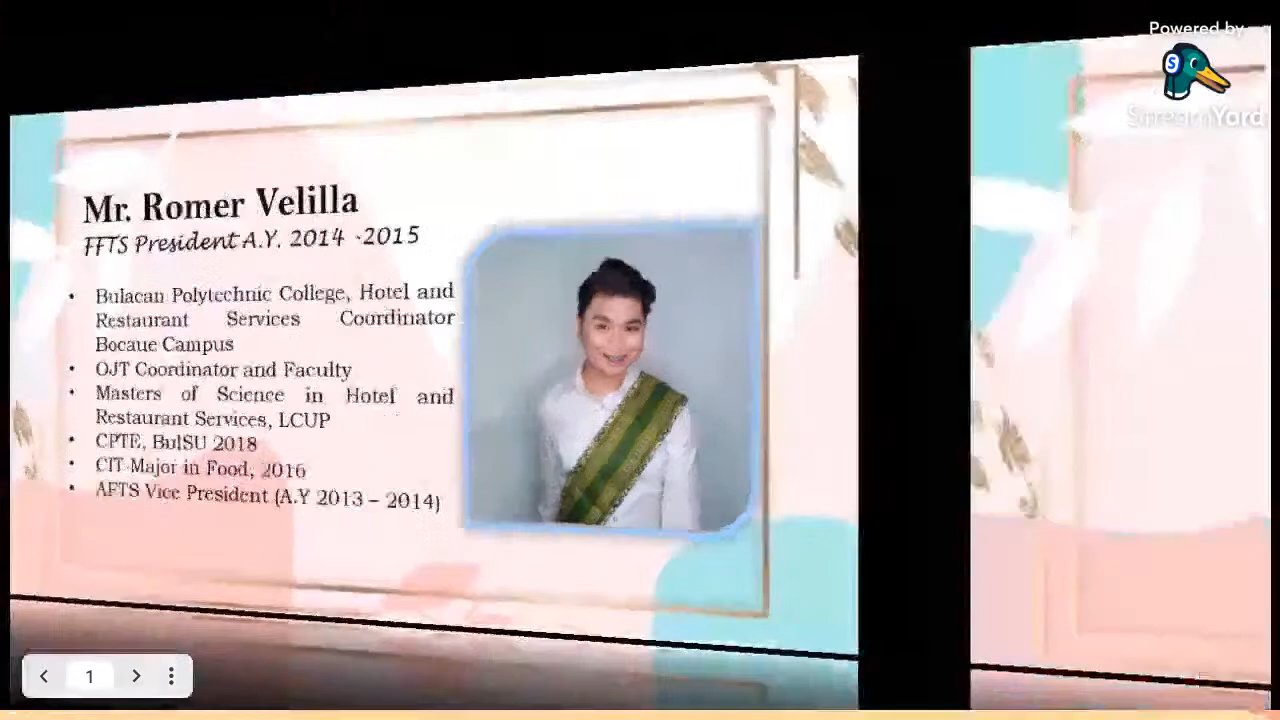 Powered by
StreamYard
Mr. Romer Velilla
FFTS President A.Y. 2014 -2015
• Bulacan Polytechnic College, Hotel and
Restaurant Services Coordinator
Bocaue Campus
• OJT Coordinator and Faculty
• Masters of Science in Hotel and
Restaurant Services, LCUP
• CPTE, BulSU 2018
• CIT Major in Food, 2016
• AFTS Vice President (A.Y 2013 – 2014)
1